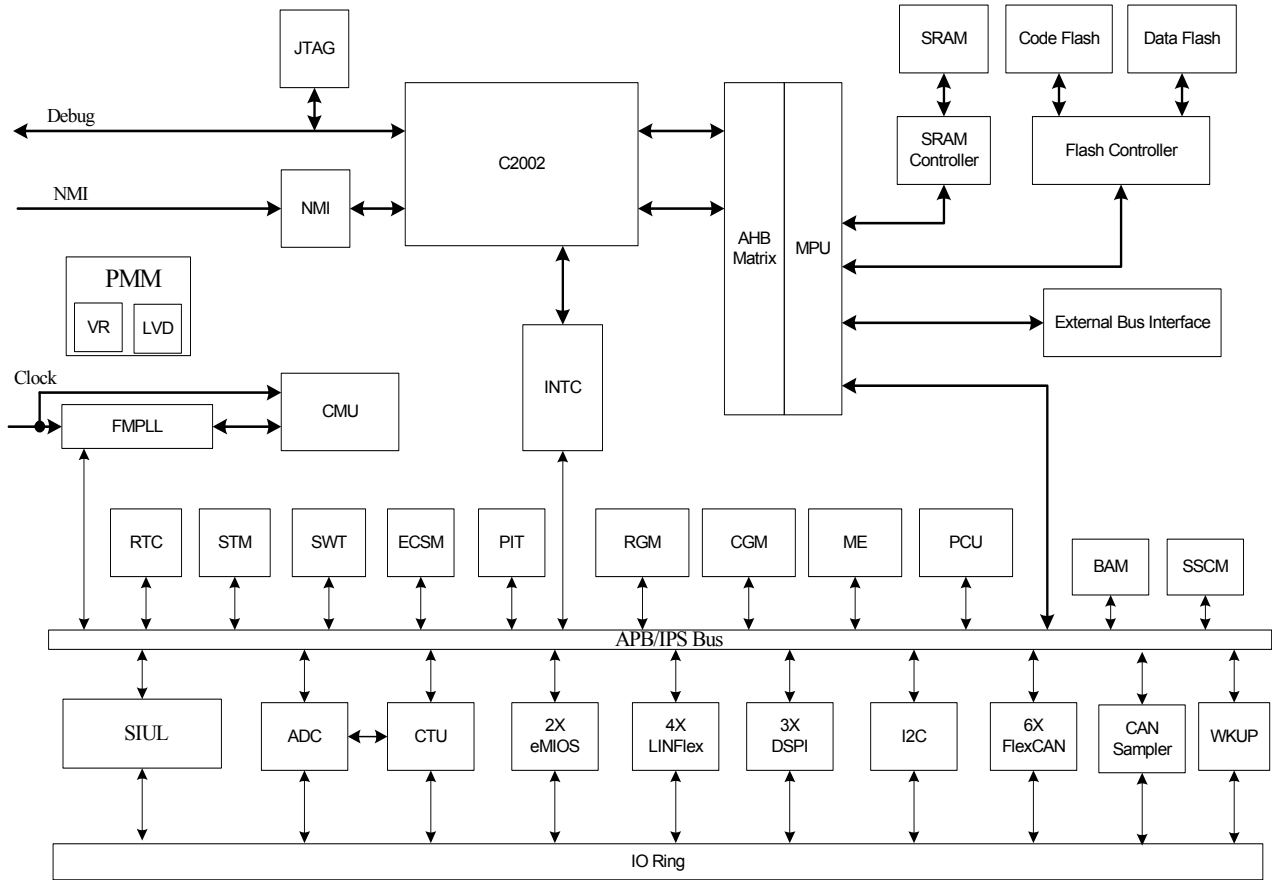 JTAG
SRAM
Code Flash
Data Flash
Debug
C2002
SRAM
Controller
Flash Controller
NMI
NMI
AHB
Matrix
MPU
PMM
VR
LVD
External Bus Interface
Clock
FMPLL
CMU
INTC
RTC
STM
SWT
ECSM
PIT
RGM
CGM
ME
PCU
BAM
SSCM
APB/IPS Bus
SIUL
ADC
CTU
2X
eMIOS
4X
LINFlex
3X
DSPI
I2C
6X
FlexCAN
CAN
Sampler
WKUP
IO Ring